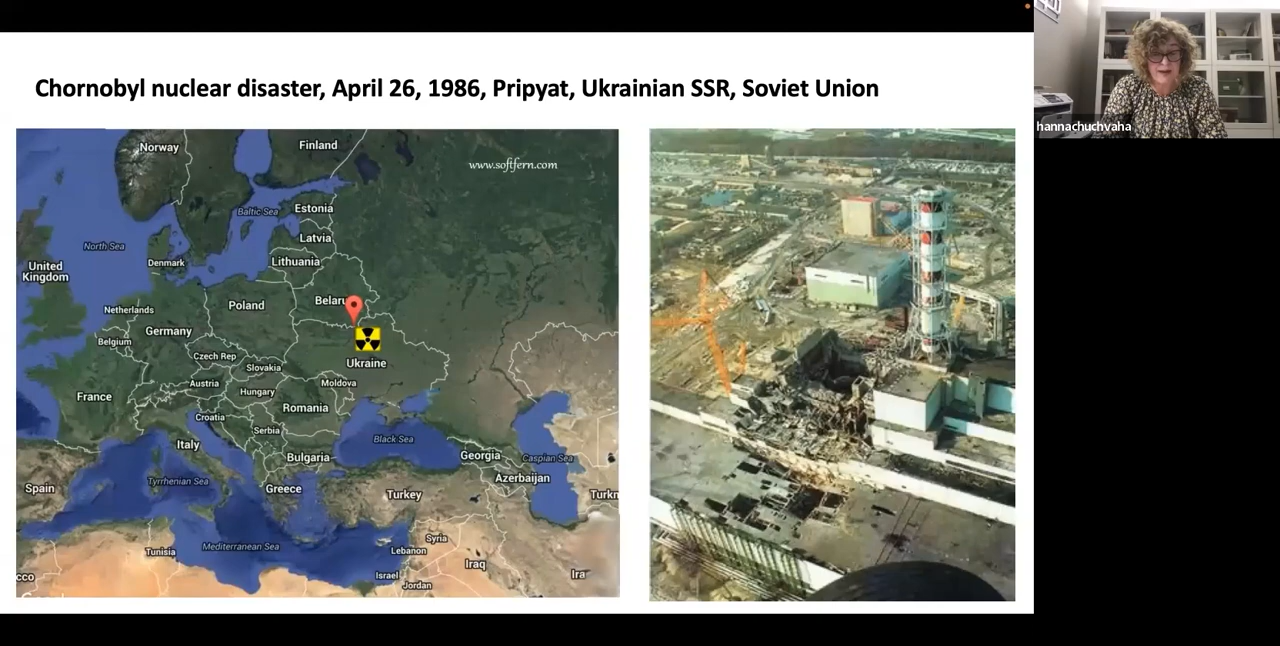 Chornobyl nuclear disaster, April 26, 1986, Pripyat, Ukrainian SSR, Soviet Union
hannachuchvaha
www.softfern.com
Norway
Finland
Baltic Sea
Estonia
North Sea
Latvia
Denmark
Lithuania
United
Kingdom
Netherlands
Poland
Belaru
Belgium
Germany
Czech Rep
Slovakia
Ukraine
Austria
Hungary
Moldova
France
Croatia
Romania
Serbia
Italy
Black Sea
Bulgaria
Georgia
Caspian Sea
Spain
Tyrrhenian Sea
Greece
Turkey
Azerbaijan
Turkn
Tunisia
Mediterranean Sea
Syria
Lebanon
Iraq
Israel
Jordan
Ira
cco